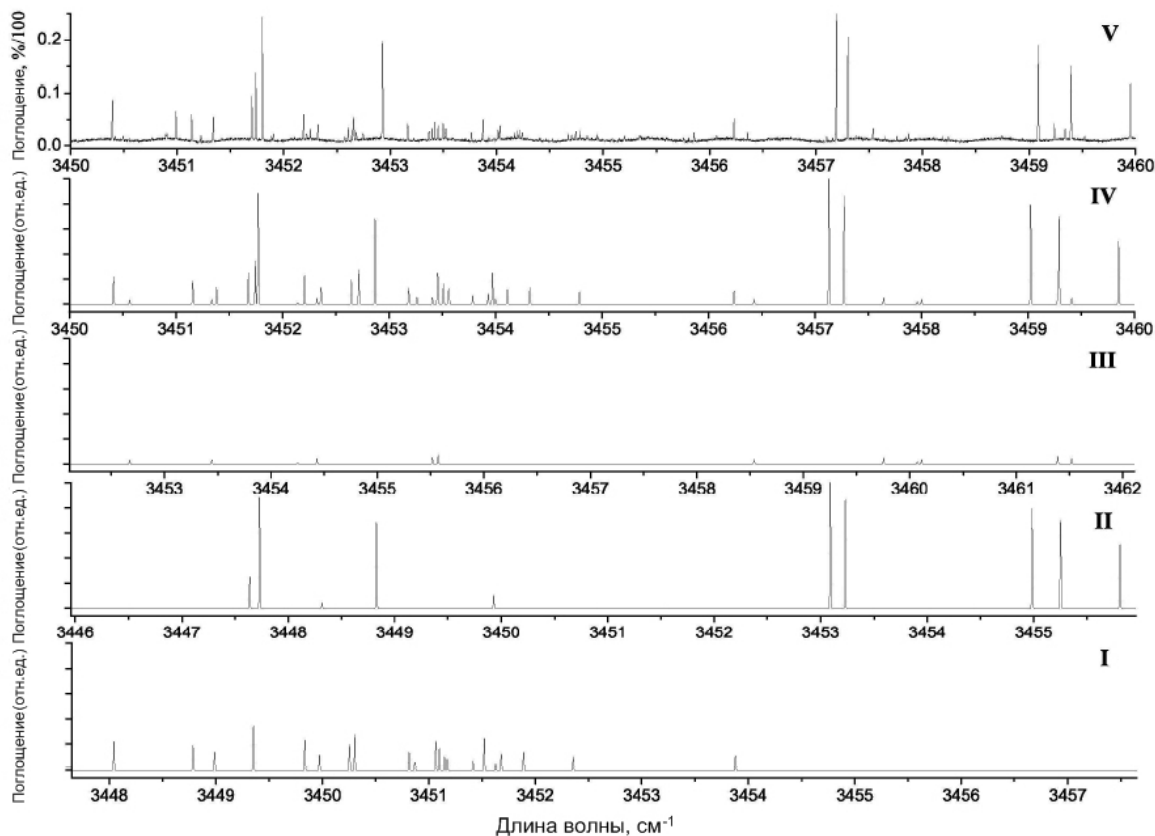 Поглощение, %/100
0.2
0.1
0.0
V
3450 3451 3452 3453 3454 3455 3456 3457 3458 3459 3460
Поглощение(отн.ед.)
IV
3450 3451 3452 3453 3454 3455 3456 3457 3458 3459 3460
Поглощение(отн.ед.)
III
3453 3454 3455 3456 3457 3458 3459 3460 3461 3462
Поглощение(отн.ед.)
II
3446 3447 3448 3449 3450 3451 3452 3453 3454 3455
Поглощение(отн.ед.)
I
3448 3449 3450 3451 3452 3453 3454 3455 3456 3457
Длина волны, см⁻¹